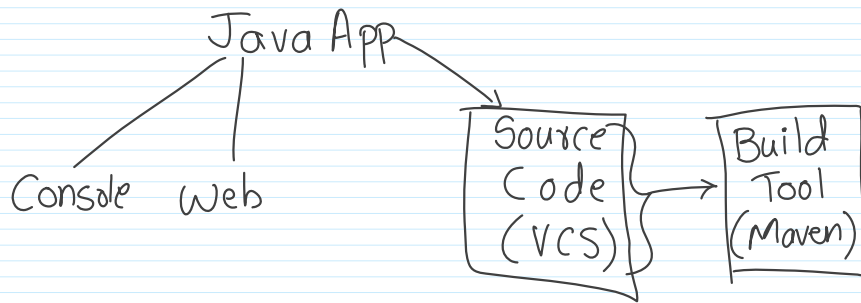 Java App
Console Web
Source
Code
(VCS)
Build
Tool
(Maven)